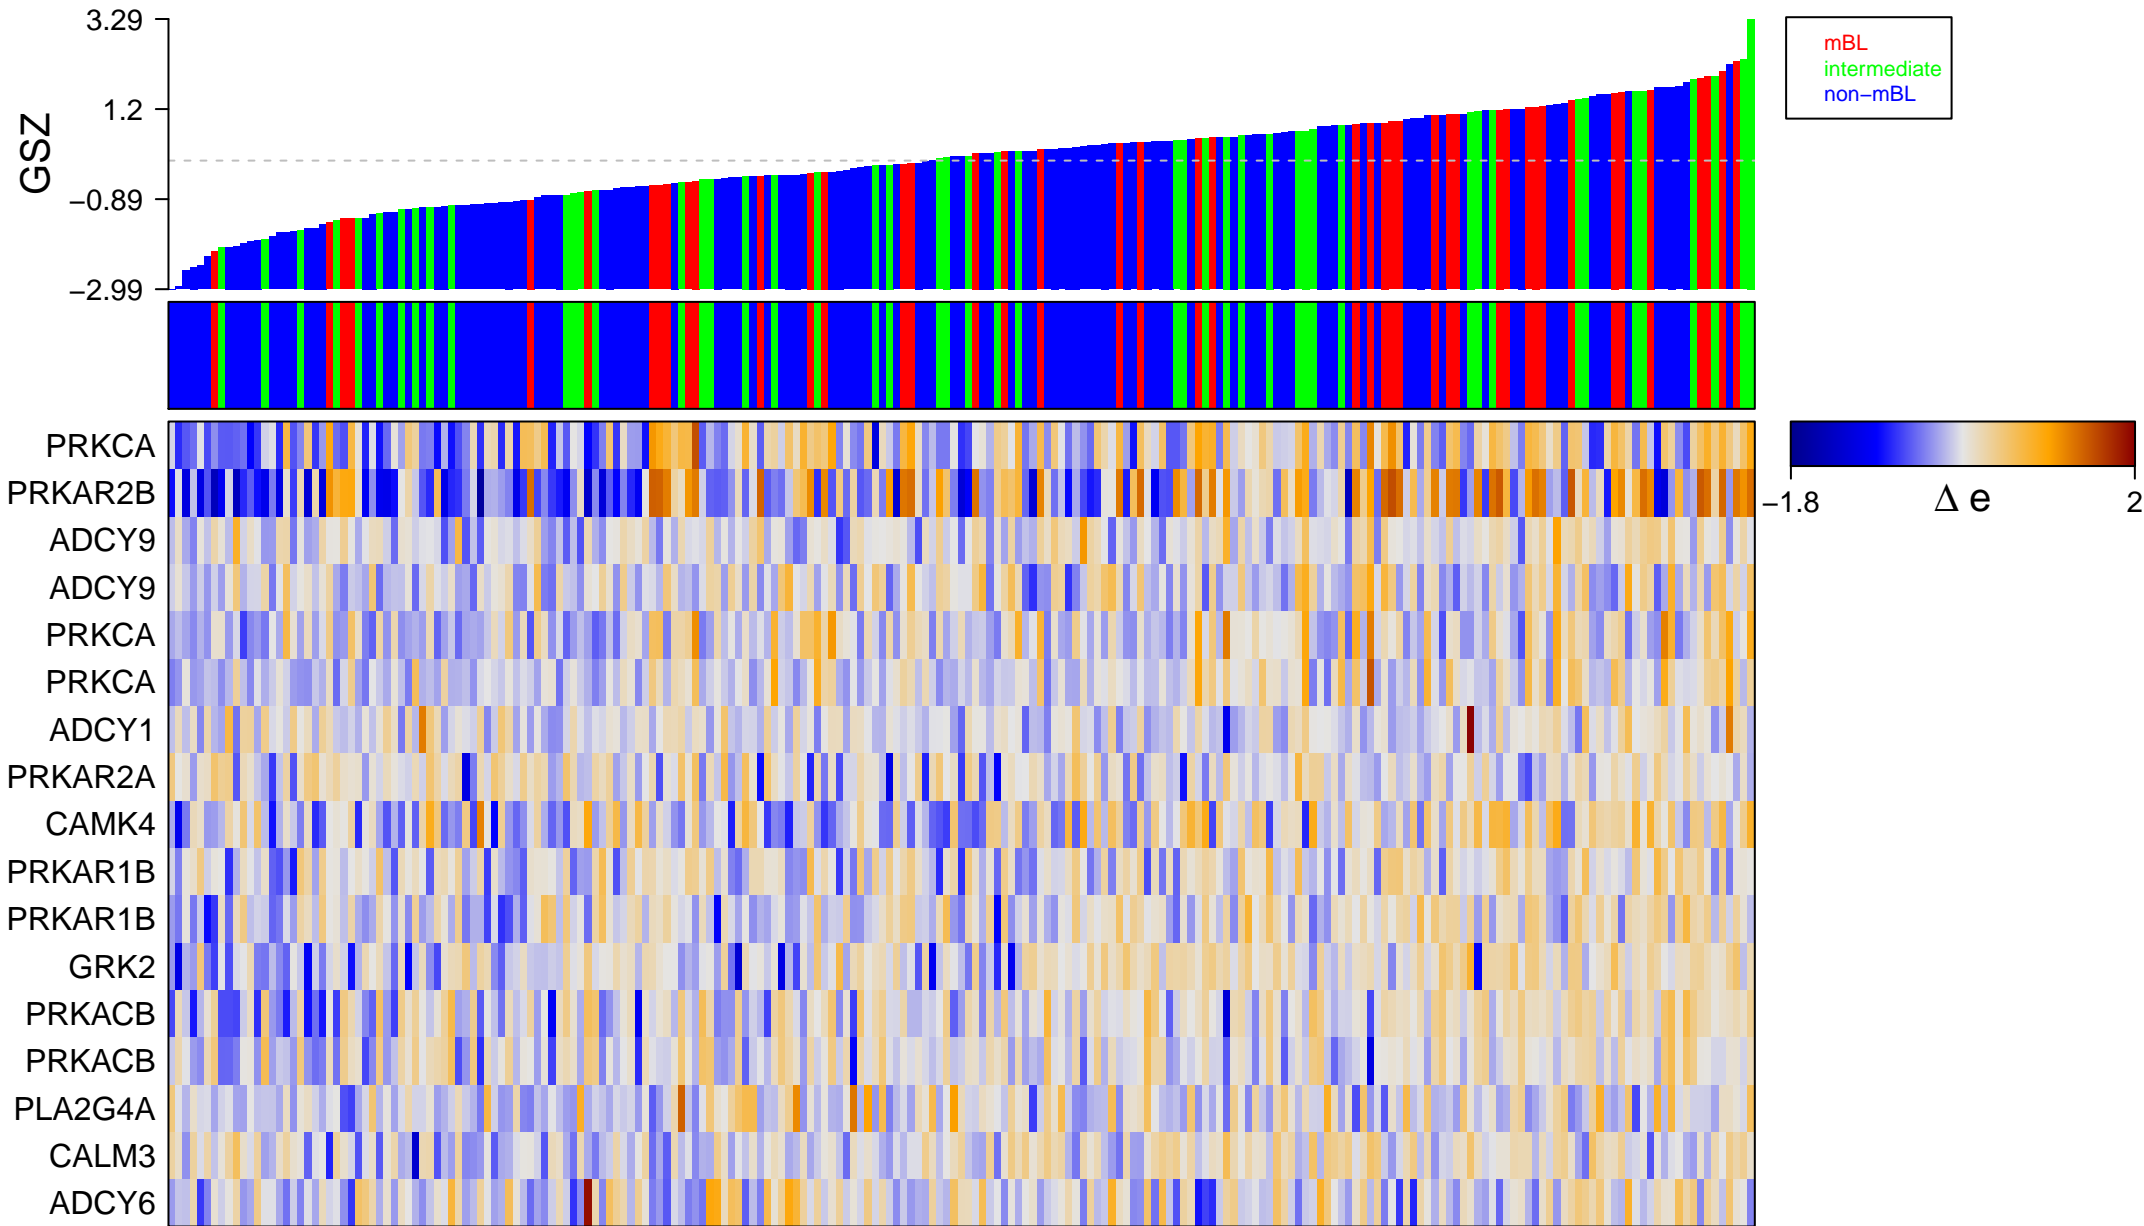 3.29
1.2
−0.89
−2.99
GSZ
mBL
intermediate
non−mBL
PRKCA
PRKAR2B
ADCY9
ADCY9
PRKCA
PRKCA
ADCY1
PRKAR2A
CAMK4
PRKAR1B
PRKAR1B
GRK2
PRKACB
PRKACB
PLA2G4A
CALM3
ADCY6
−1.8
Δ e
2